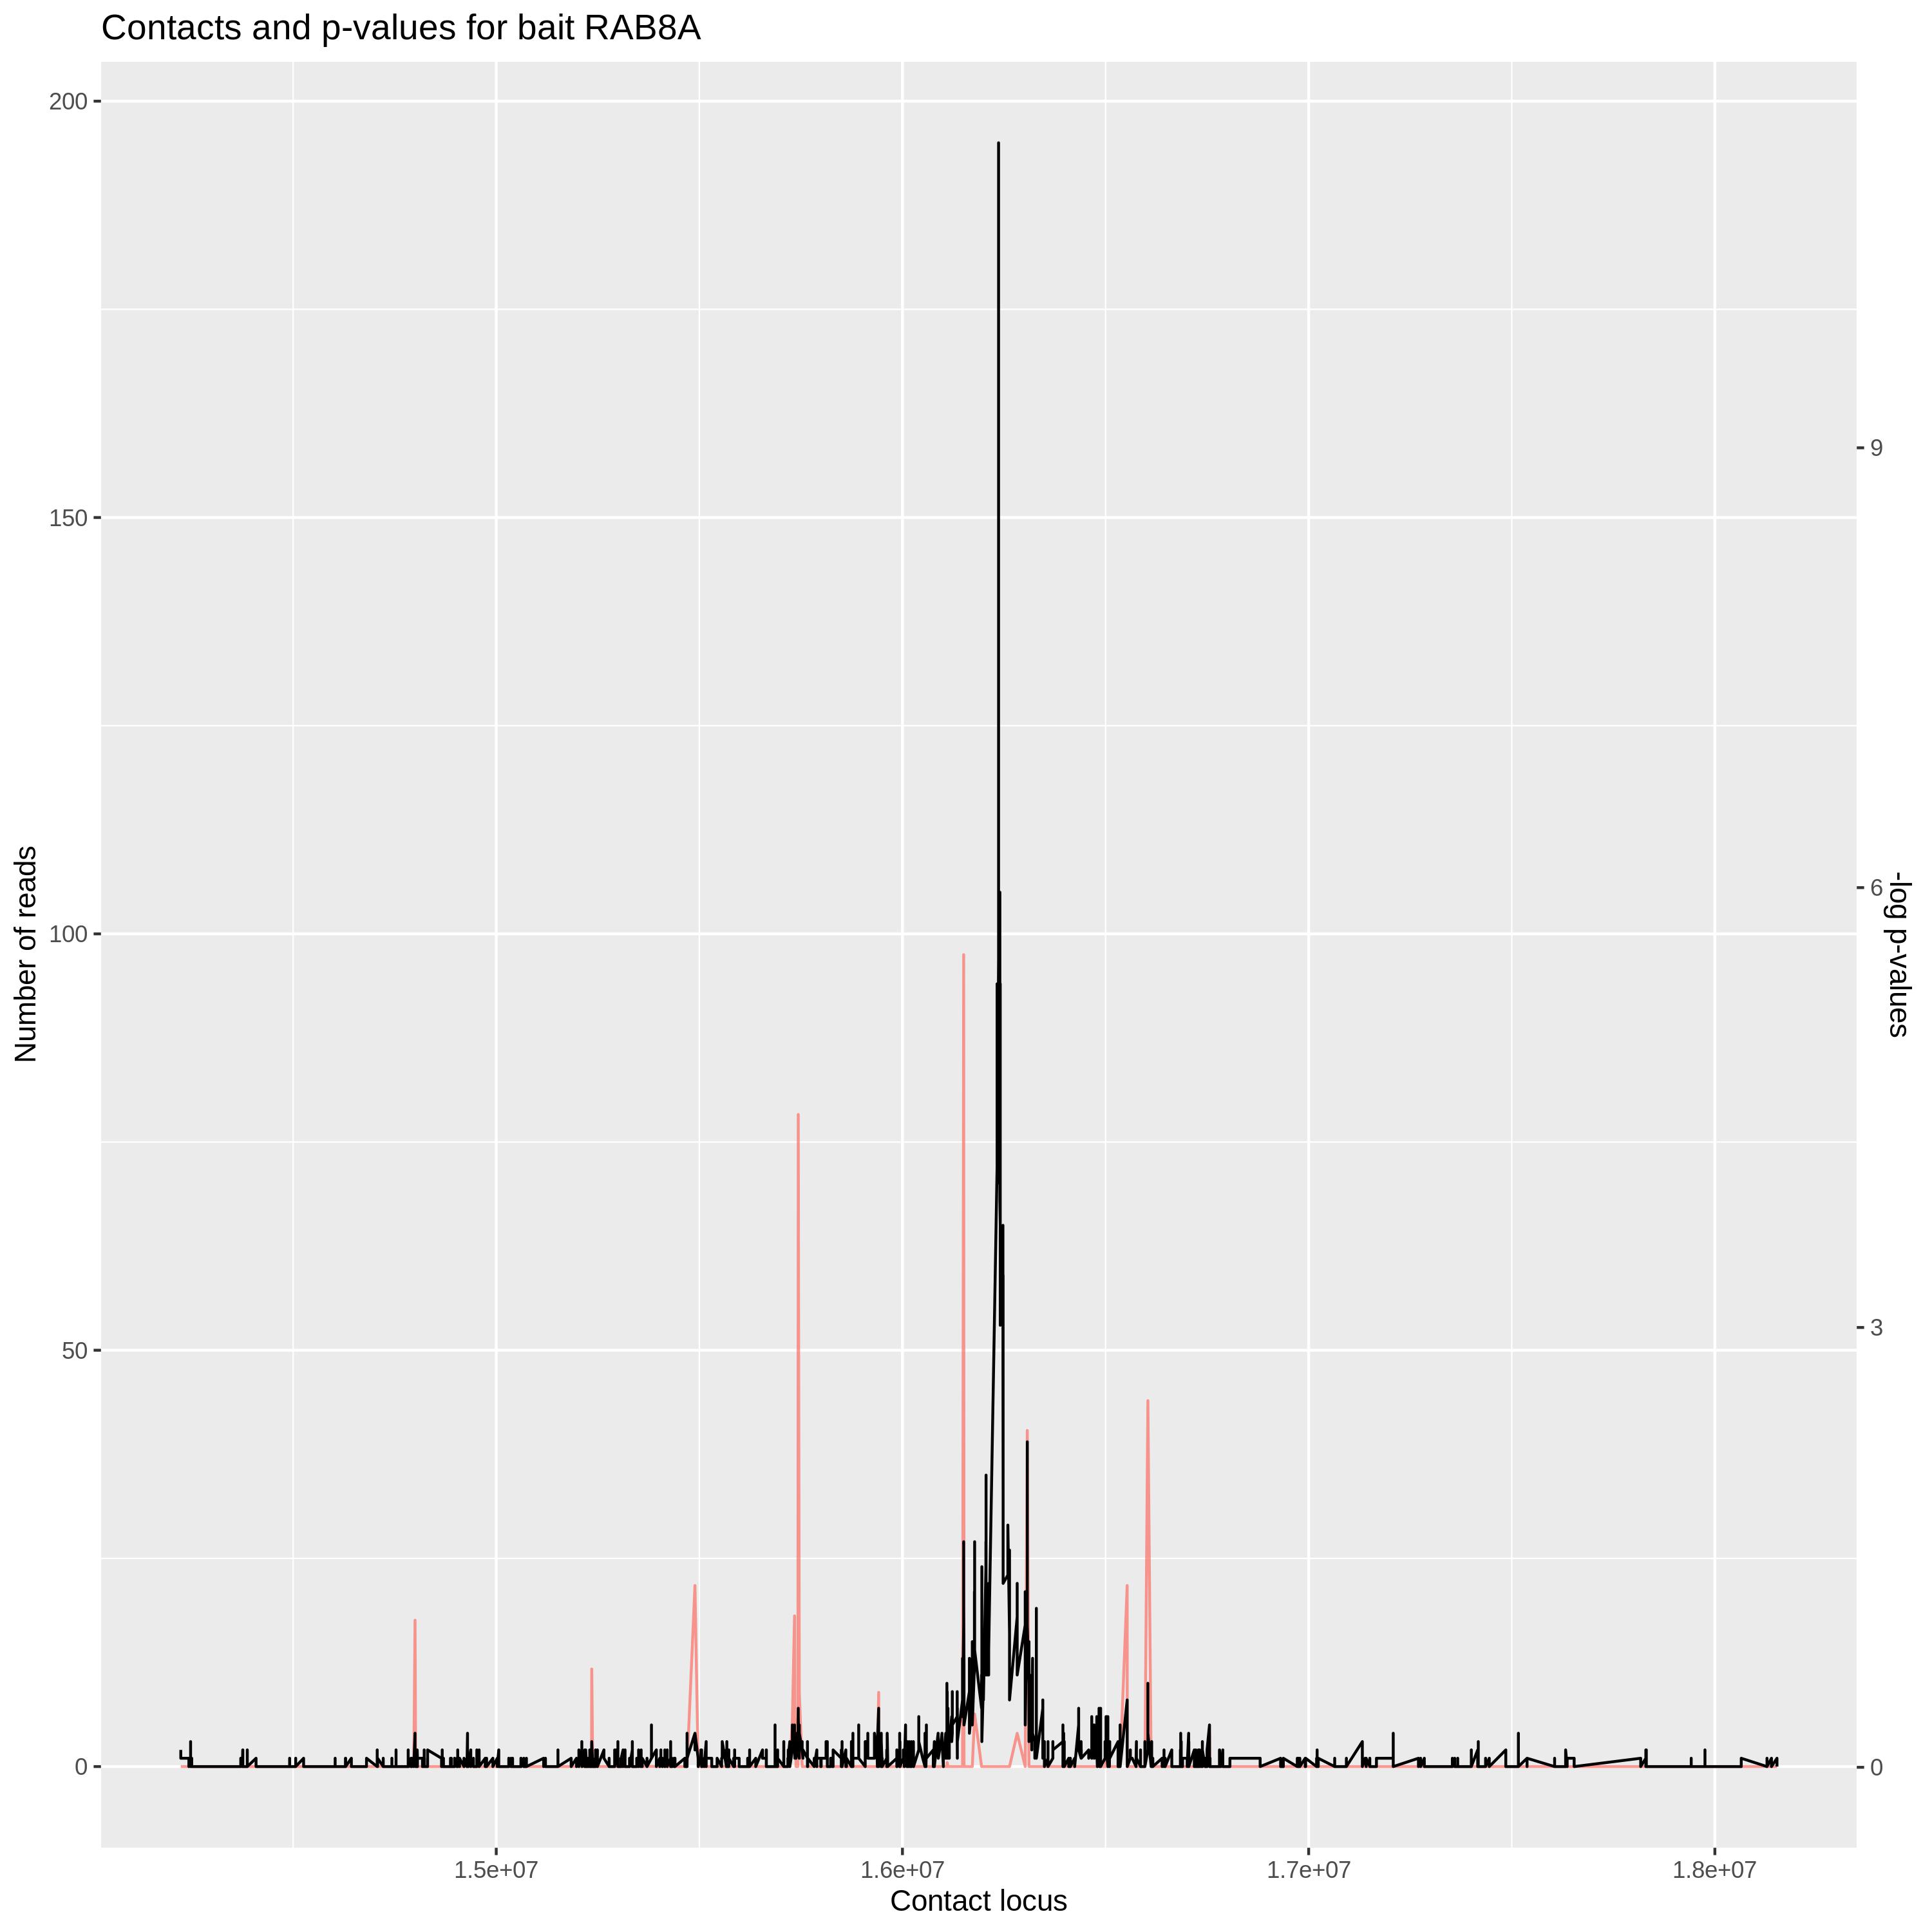 Contacts and p-values for bait RAB8A
200
150
100
50
0
Number of reads
9
6
3
0
-log p-values
1.5e+07
1.6e+07
1.7e+07
1.8e+07
Contact locus